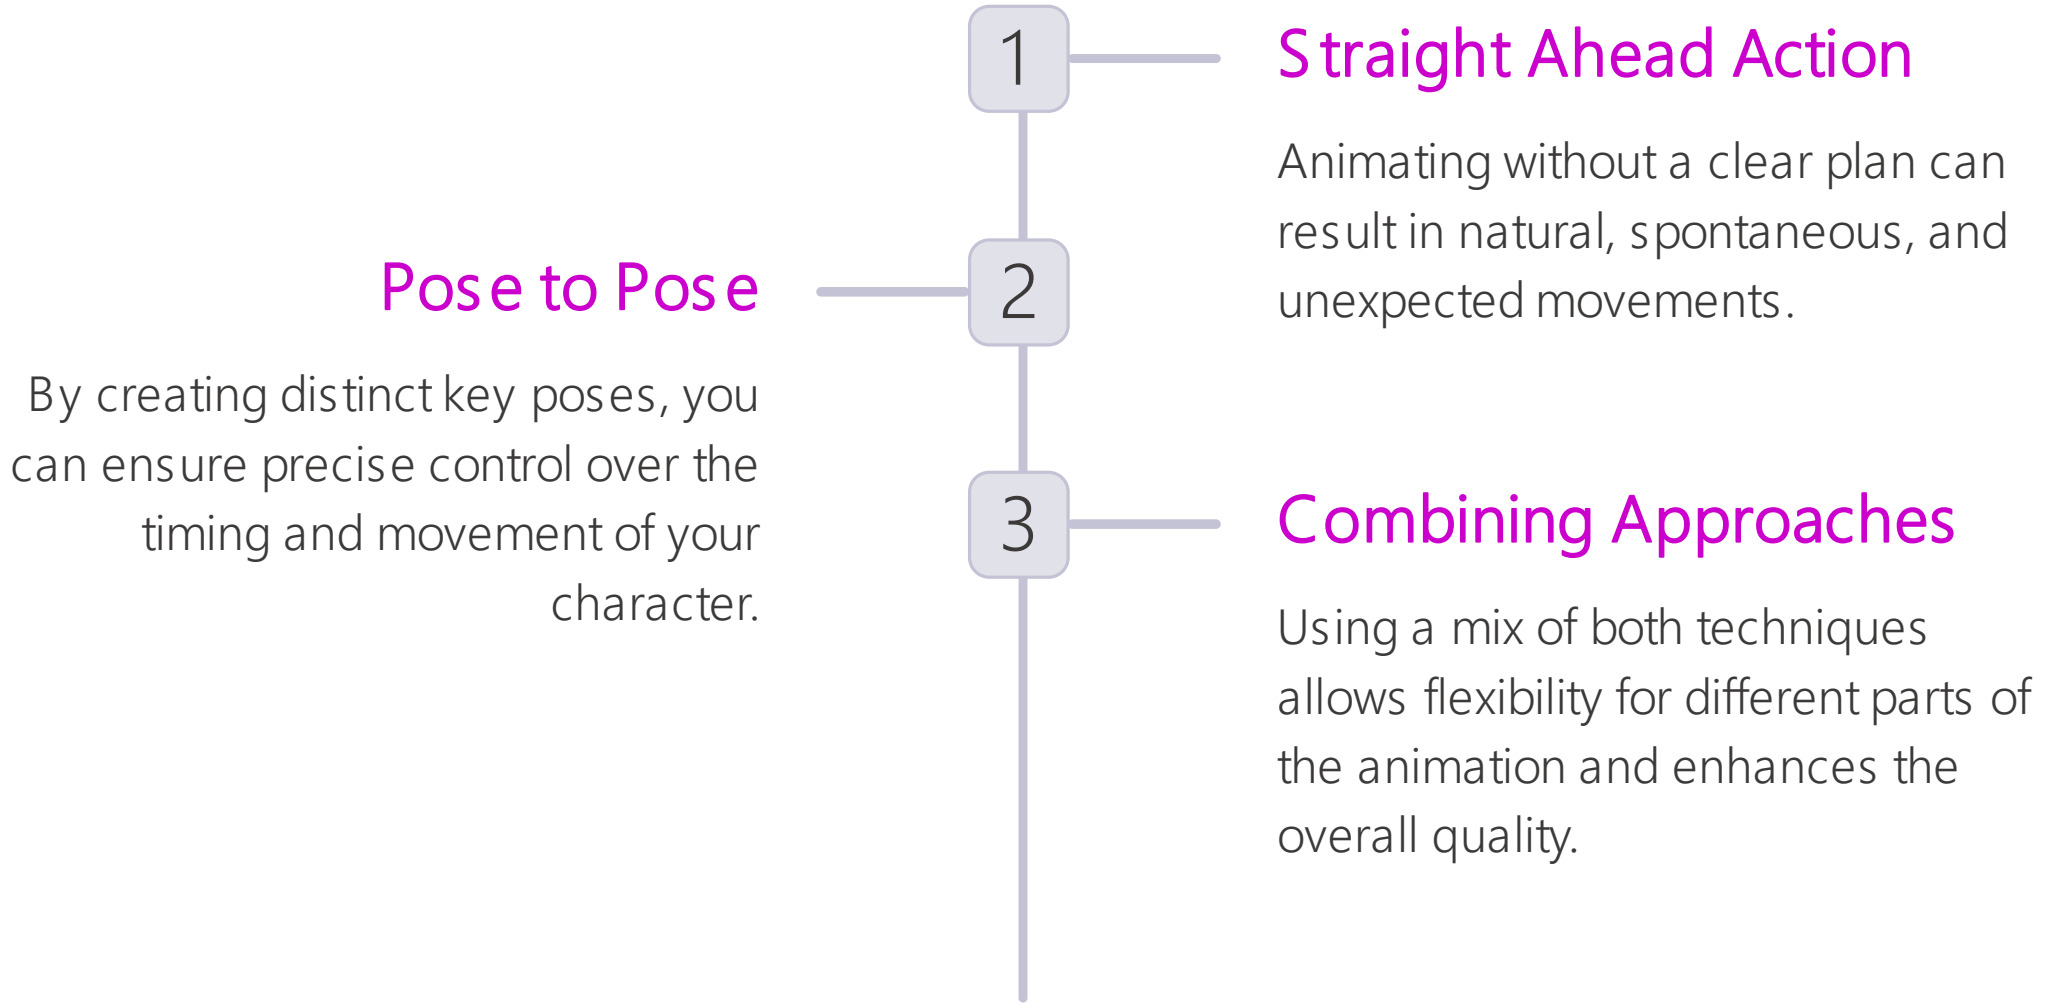 1
Straight Ahead Action
Animating without a clear plan can
result in natural, spontaneous, and
unexpected movements.
2
Pose to Pose
By creating distinct key poses, you
can ensure precise control over the
timing and movement of your
character.
3
Combining Approaches
Using a mix of both techniques
allows flexibility for different parts of
the animation and enhances the
overall quality.